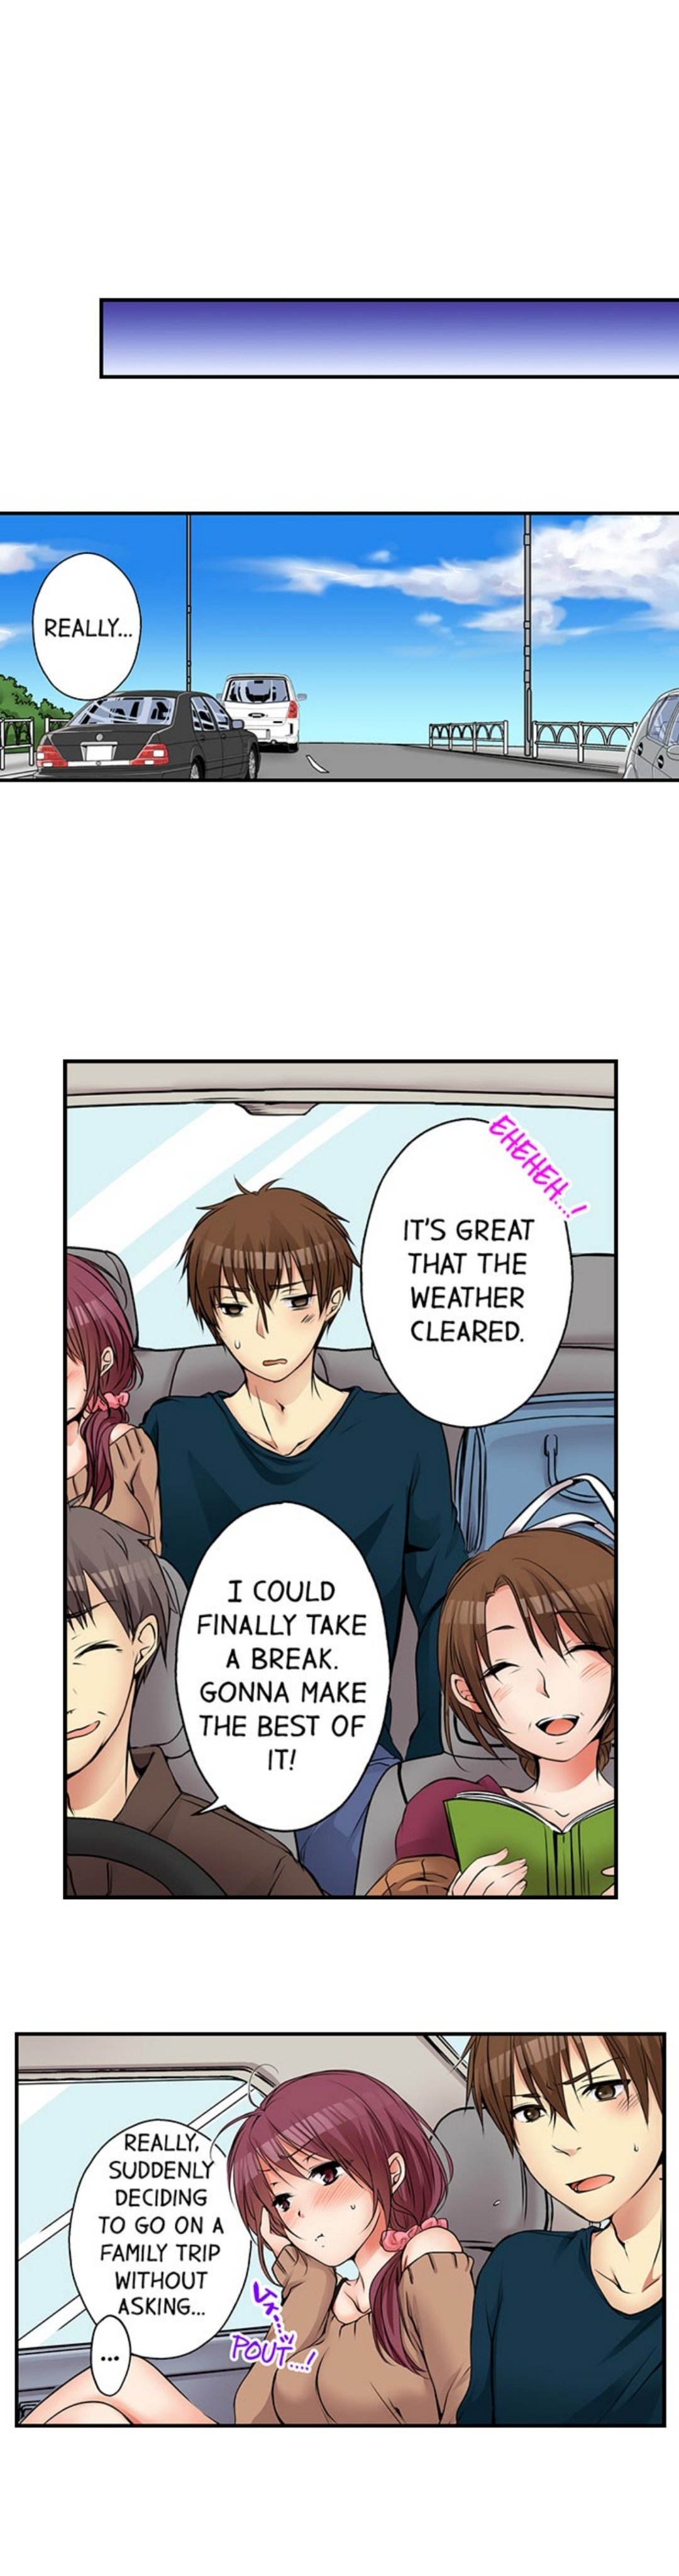 REALLY...
EHEHEH...!
IT'S GREAT
THAT THE
WEATHER
CLEARED.
I COULD
FINALLY TAKE
A BREAK.
GONNA MAKE
THE BEST OF
IT!
REALLY,
SUDDENLY
DECIDING
TO GO ON A
FAMILY TRIP
WITHOUT
ASKING...
POUT...!
...